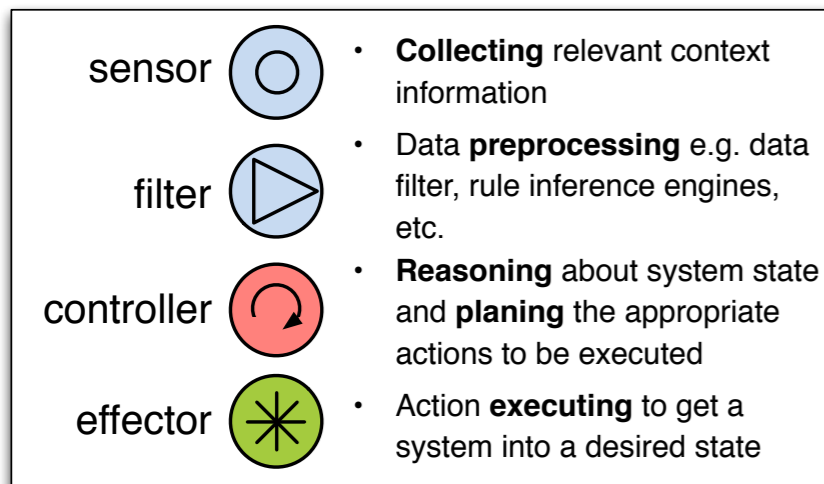 sensor
• Collecting relevant context
information
filter
• Data preprocessing e.g. data
filter, rule inference engines,
etc.
controller
• Reasoning about system state
and planing the appropriate
actions to be executed
effector
• Action executing to get a
system into a desired state